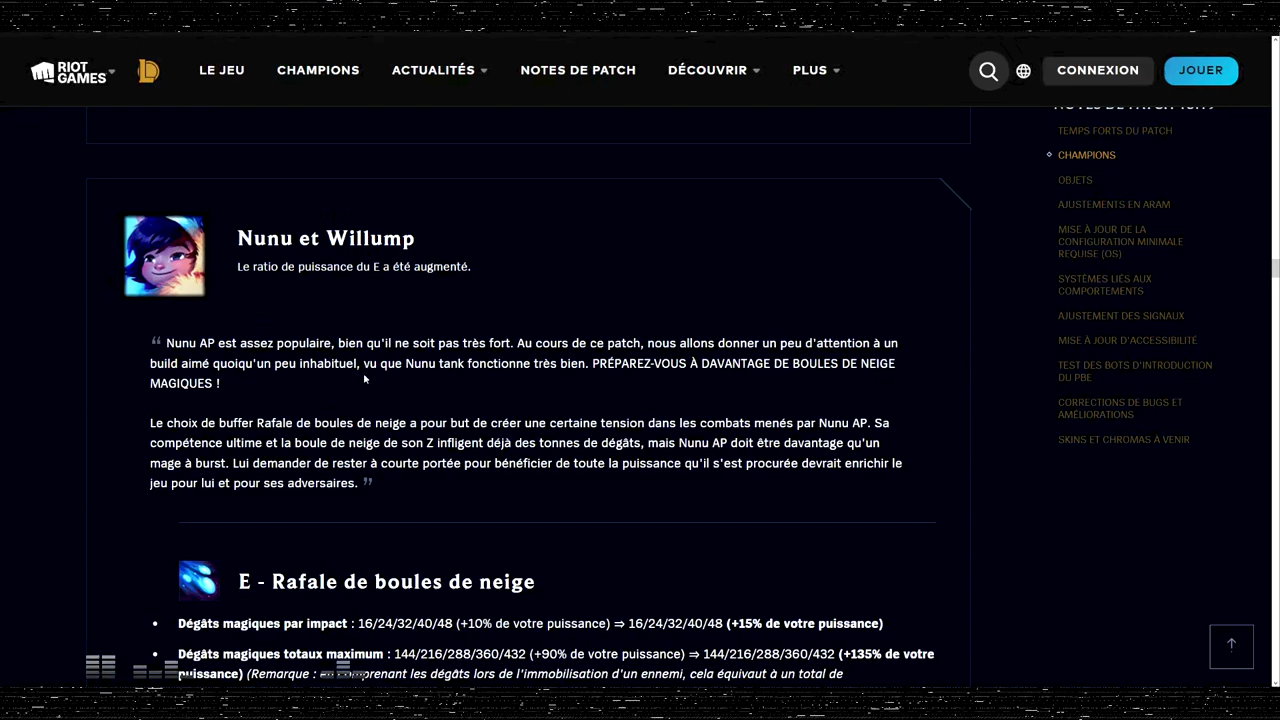 RIOT GAMES
LE JEU
CHAMPIONS
ACTUALITÉS
NOTES DE PATCH
DÉCOUVRIR
PLUS
CONNEXION
JOUER
TEMPS FORTS DU PATCH
CHAMPIONS
OBJETS
AJUSTEMENTS EN ARAM
MISE À JOUR DE LA
CONFIGURATION MINIMALE
REQUISE (OS)
SYSTÈMES LIÉS AUX
COMPORTEMENTS
AJUSTEMENT DES SIGNAUX
MISE À JOUR D'ACCESSIBILITÉ
TEST DES BOTS D'INTRODUCTION
DU PBE
CORRECTIONS DE BUGS ET
AMÉLIORATIONS
SKINS ET CHROMAS À VENIR
Nunu et Willump
Le ratio de puissance du E a été augmenté.
“ Nunu AP est assez populaire, bien qu'il ne soit pas très fort. Au cours de ce patch, nous allons donner un peu d'attention à un
build aimé quoiqu'un peu inhabituel, vu que Nunu tank fonctionne très bien. PRÉPAREZ-VOUS À DAVANTAGE DE BOULES DE NEIGE
MAGIQUES !
Le choix de buffer Rafale de boules de neige a pour but de créer une certaine tension dans les combats menés par Nunu AP. Sa
compétence ultime et la boule de neige de son Z infligent déjà des tonnes de dégâts, mais Nunu AP doit être davantage qu'un
mage à burst. Lui demander de rester à courte portée pour bénéficier de toute la puissance qu'il s'est procurée devrait enrichir le
jeu pour lui et pour ses adversaires. ”
E - Rafale de boules de neige
• Dégâts magiques par impact : 16/24/32/40/48 (+10% de votre puissance) ⇒ 16/24/32/40/48 (+15% de votre puissance)
• Dégâts magiques totaux maximum : 144/216/288/360/432 (+90% de votre puissance) ⇒ 144/216/288/360/432 (+135% de votre
puissance) (Remarque : en comprenant les dégâts lors de l'immobilisation d'un ennemi, cela équivaut à un total de